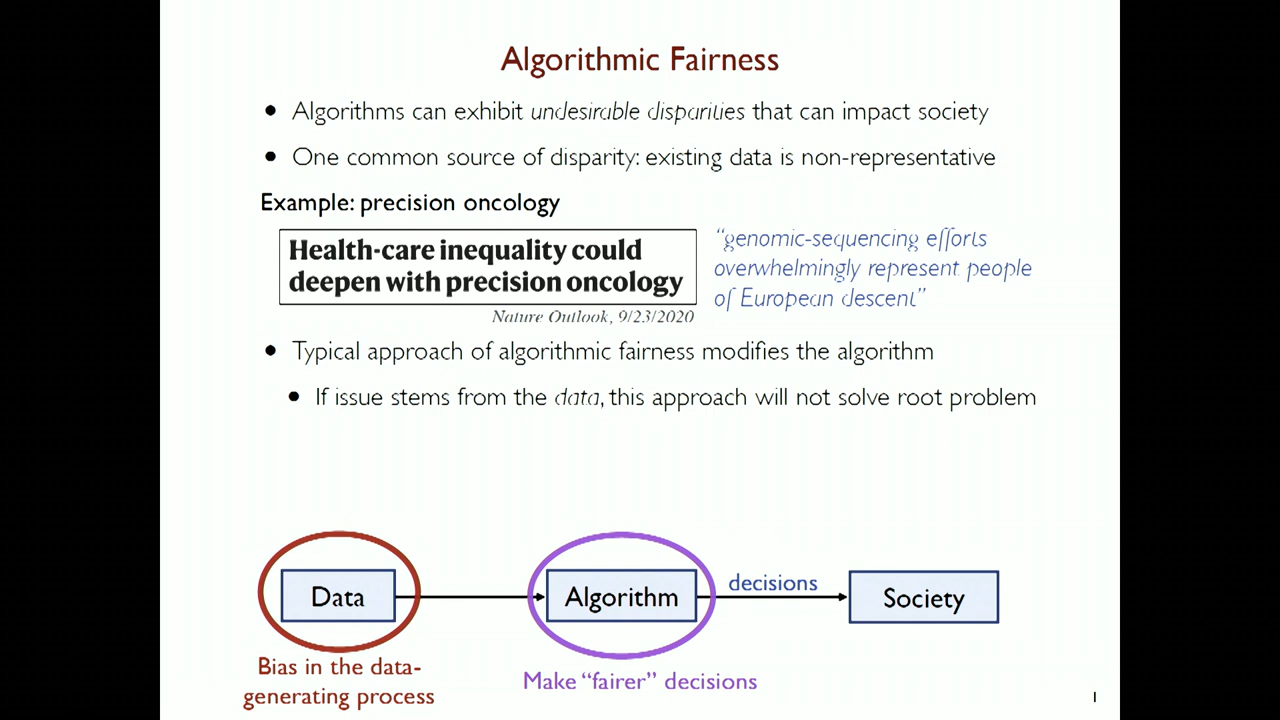 Algorithmic Fairness
• Algorithms can exhibit undesirable disparities that can impact society
• One common source of disparity: existing data is non-representative
Example: precision oncology
Health-care inequality could
deepen with precision oncology
Nature Outlook, 9/23/2020
"genomic-sequencing efforts
overwhelmingly represent people
of European descent"
• Typical approach of algorithmic fairness modifies the algorithm
• If issue stems from the data, this approach will not solve root problem
Data
Algorithm
decisions
Society
Bias in the data-
generating process
Make "fairer" decisions
1